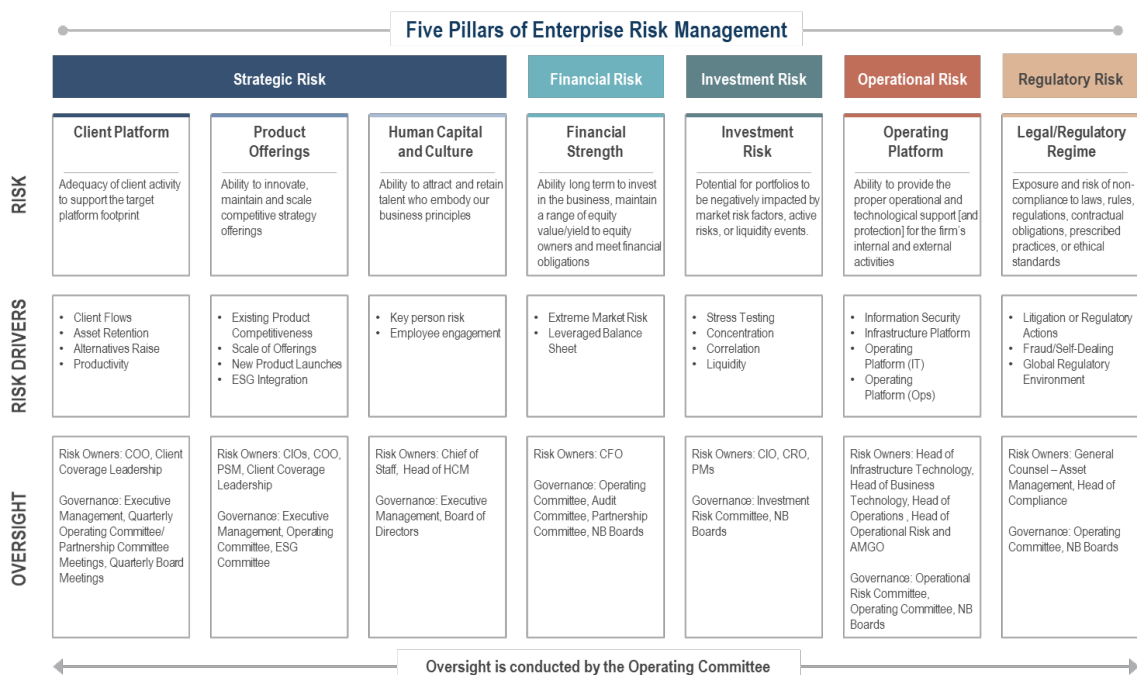 Five Pillars of Enterprise Risk Management
Strategic Risk
Financial Risk
Investment Risk
Operational Risk
Regulatory Risk
RISK
Client Platform
Adequacy of client activity
to support the target
platform footprint
Product
Offerings
Ability to innovate,
maintain and scale
competitive strategy
offerings
Human Capital
and Culture
Ability to attract and retain
talent who embody our
business principles
Financial
Strength
Ability long term to invest
in the business, maintain
a range of equity
value/yield to equity
owners and meet financial
obligations
Investment
Risk
Potential for portfolios to
be negatively impacted by
market risk factors, active
risks, or liquidity events.
Operating
Platform
Ability to provide the
proper operational and
technological support [and
protection] for the firm's
internal and external
activities
Legal/Regulatory
Regime
Exposure and risk of non-
compliance to laws, rules,
regulations, contractual
obligations, prescribed
practices, or ethical
standards
RISK DRIVERS
• Client Flows
• Asset Retention
• Alternatives Raise
• Productivity
• Existing Product
Competitiveness
• Scale of Offerings
• New Product Launches
• ESG Integration
• Key person risk
• Employee engagement
• Extreme Market Risk
• Leveraged Balance
Sheet
• Stress Testing
• Concentration
• Correlation
• Liquidity
• Information Security
• Infrastructure Platform
• Operating
Platform (IT)
• Operating
Platform (Ops)
• Litigation or Regulatory
Actions
• Fraud/Self-Dealing
• Global Regulatory
Environment
OVERSIGHT
Risk Owners: COO, Client
Coverage Leadership
Governance: Executive
Management, Quarterly
Operating Committee/
Partnership Committee
Meetings, Quarterly Board
Meetings
Risk Owners: CIOs, COO,
PSM, Client Coverage
Leadership
Governance: Executive
Management, Operating
Committee, ESG
Committee
Risk Owners: Chief of
Staff, Head of HCM
Governance: Executive
Management, Board of
Directors
Risk Owners: CFO
Governance: Operating
Committee, Audit
Committee, Partnership
Committee, NB Boards
Risk Owners: CIO, CRO,
PMs
Governance: Investment
Risk Committee, NB
Boards
Risk Owners: Head of
Infrastructure Technology,
Head of Business
Technology, Head of
Operations , Head of
Operational Risk and
AMGO
Governance: Operational
Risk Committee,
Operating Committee, NB
Boards
Risk Owners: General
Counsel – Asset
Management, Head of
Compliance
Governance: Operating
Committee, NB Boards
Oversight is conducted by the Operating Committee